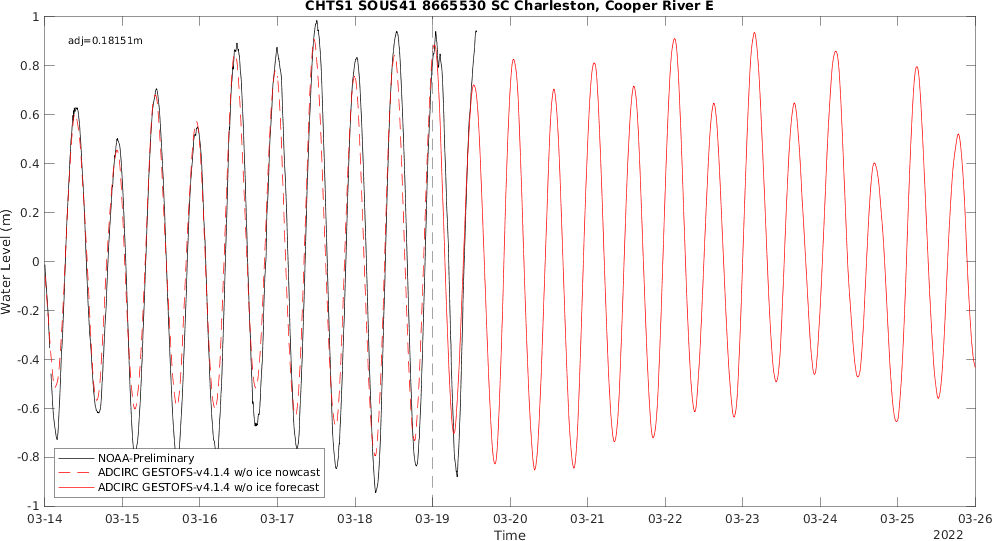 CHTS1 SOUS41 8665530 SC Charleston, Cooper River E
adj=0.18151m
1
0.8
0.6
0.4
0.2
0
-0.2
-0.4
-0.6
-0.8
-1
Water Level (m)
NOAA-Preliminary
ADCIRC GESTOFS-v4.1.4 w/o ice nowcast
ADCIRC GESTOFS-v4.1.4 w/o ice forecast
03-14 03-15 03-16 03-17 03-18 03-19 03-20 03-21 03-22 03-23 03-24 03-25 03-26
Time
2022